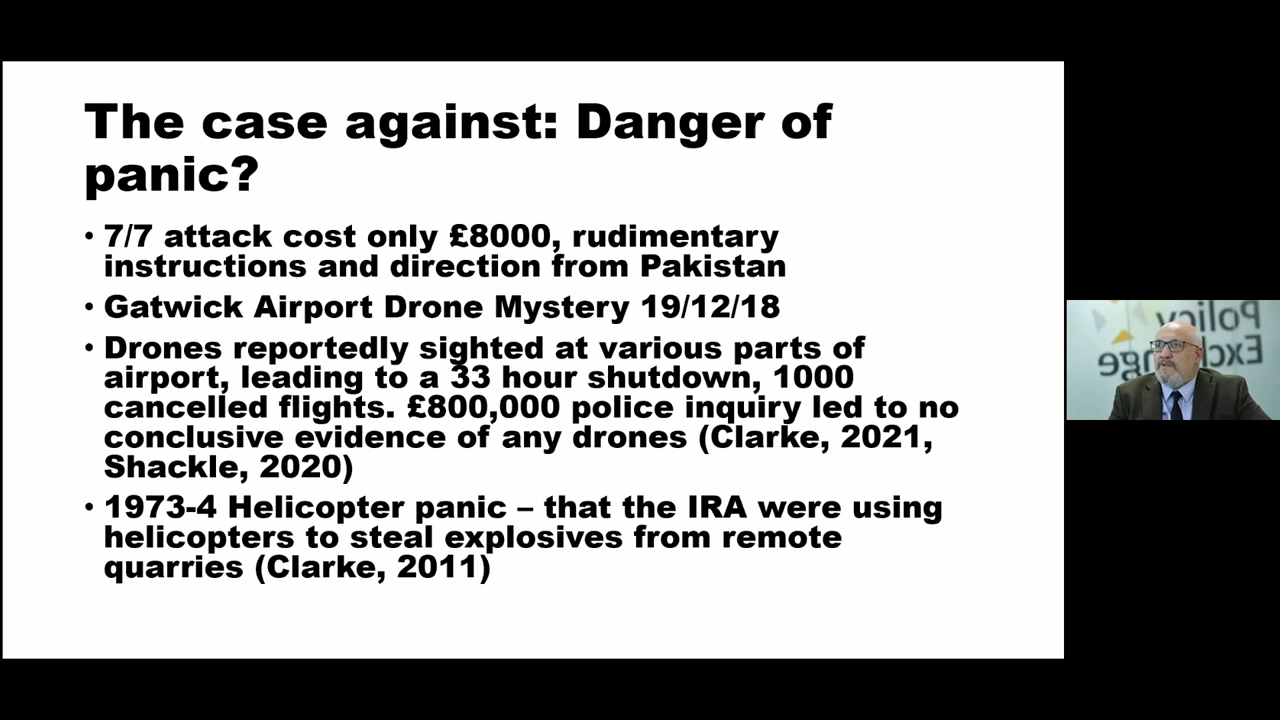 The case against: Danger of
panic?
• 7/7 attack cost only £8000, rudimentary
instructions and direction from Pakistan
• Gatwick Airport Drone Mystery 19/12/18
• Drones reportedly sighted at various parts of
airport, leading to a 33 hour shutdown, 1000
cancelled flights. £800,000 police inquiry led to no
conclusive evidence of any drones (Clarke, 2021,
Shackle, 2020)
• 1973-4 Helicopter panic – that the IRA were using
helicopters to steal explosives from remote
quarries (Clarke, 2011)
Policy
Exchange